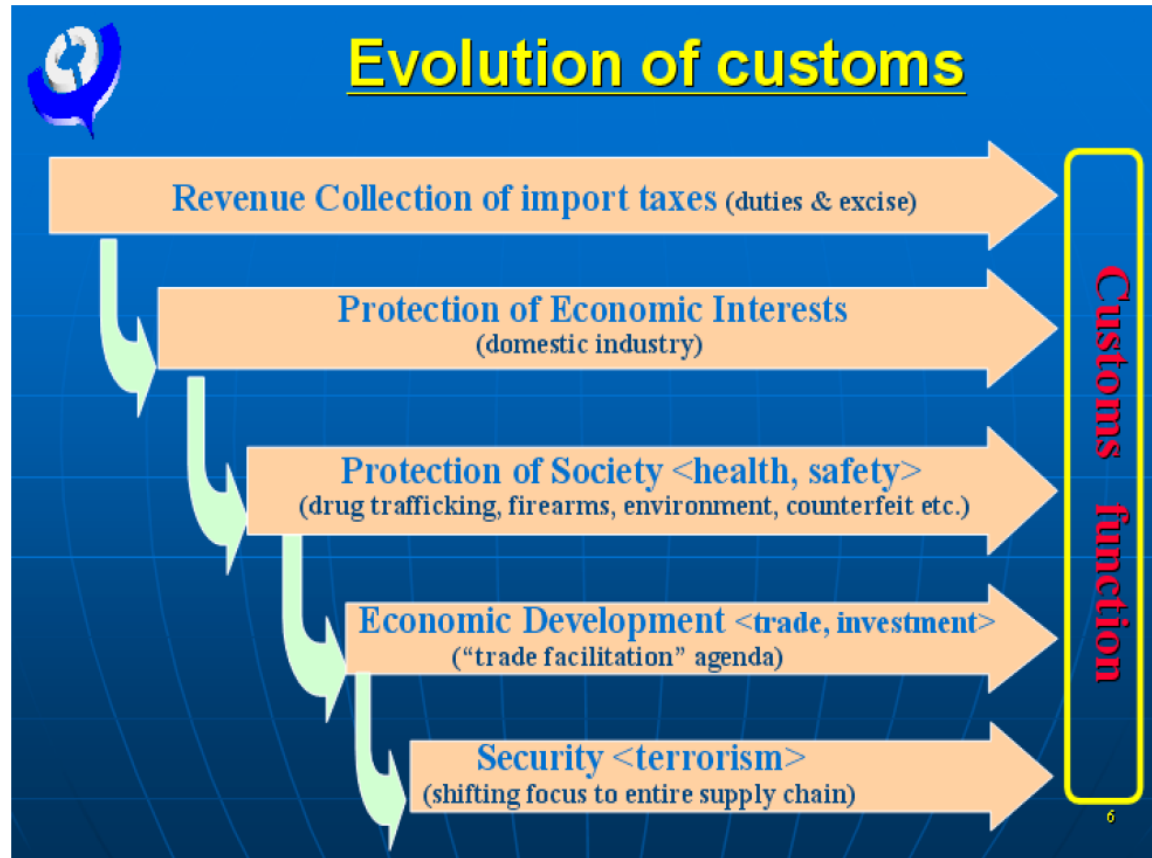 Evolution of customs
Revenue Collection of import taxes (duties & excise)
Protection of Economic Interests
(domestic industry)
Protection of Society <health, safety>
(drug trafficking, firearms, environment, counterfeit etc.)
Economic Development <trade, investment>
(“trade facilitation” agenda)
Security <terrorism>
(shifting focus to entire supply chain)
Customs function
6